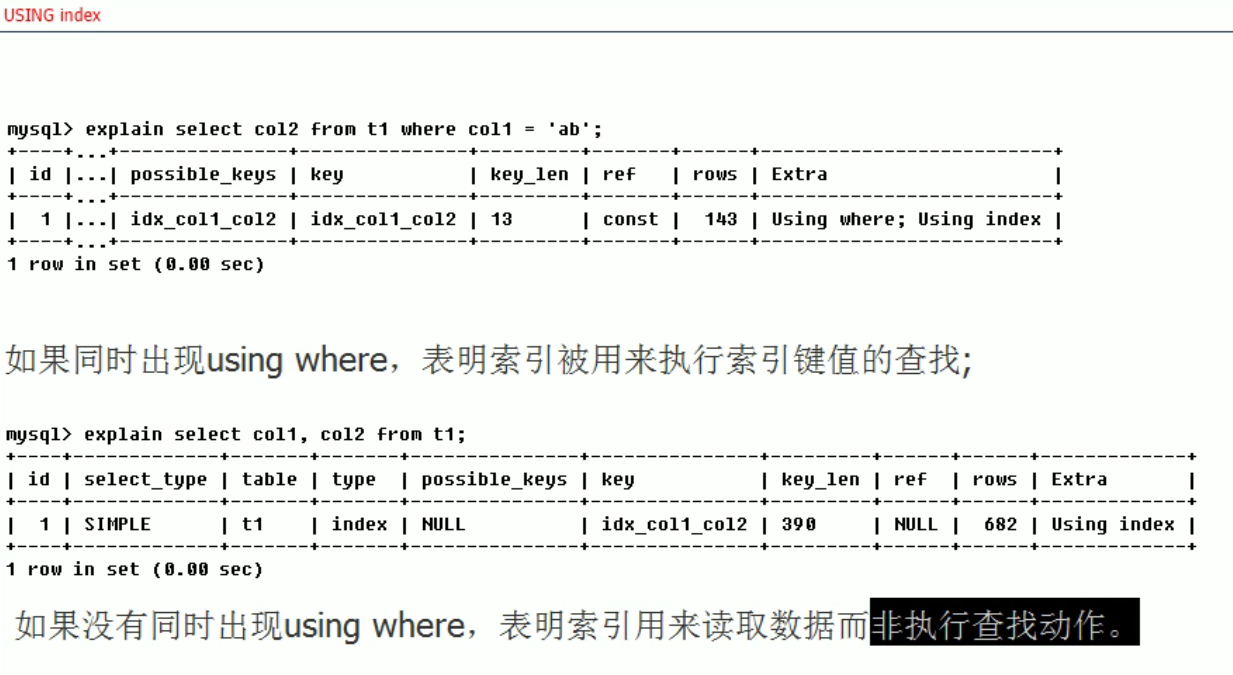 USING index
mysql> explain select col2 from t1 where col1 = 'ab';
+----+...+---------------+---------------+---------+-------+------+--------------------------+
| id |...| possible_keys | key           | key_len | ref   | rows | Extra                    |
+----+...+---------------+---------------+---------+-------+------+--------------------------+
|  1 |...| idx_col1_col2 | idx_col1_col2 | 13      | const |  143 | Using where; Using index |
+----+...+---------------+---------------+---------+-------+------+--------------------------+
1 row in set (0.00 sec)
如果同时出现using where，表明索引被用来执行索引键值的查找;
mysql> explain select col1, col2 from t1;
+----+-------------+-------+-------+---------------+---------------+---------+------+------+-------------+
| id | select_type | table | type  | possible_keys | key           | key_len | ref  | rows | Extra       |
+----+-------------+-------+-------+---------------+---------------+---------+------+------+-------------+
|  1 | SIMPLE      | t1    | index | NULL          | idx_col1_col2 | 390     | NULL |  682 | Using index |
+----+-------------+-------+-------+---------------+---------------+---------+------+------+-------------+
1 row in set (0.00 sec)
如果没有同时出现using where，表明索引用来读取数据而非执行查找动作。